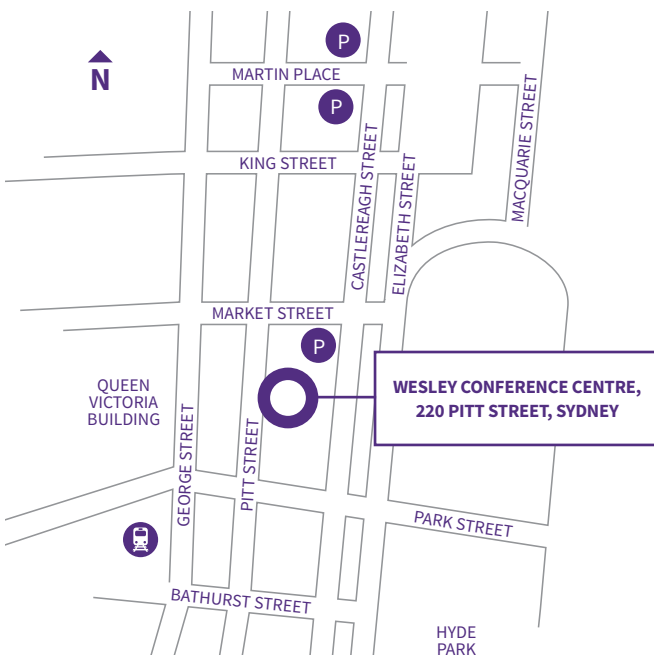 P
N
MARTIN PLACE
P
KING STREET
CASTLEREAGH STREET
ELIZABETH STREET
MACQUARIE STREET
MARKET STREET
P
QUEEN
VICTORIA
BUILDING
WESLEY CONFERENCE CENTRE,
220 PITT STREET, SYDNEY
GEORGE STREET
PITT STREET
PARK STREET
BATHURST STREET
HYDE
PARK